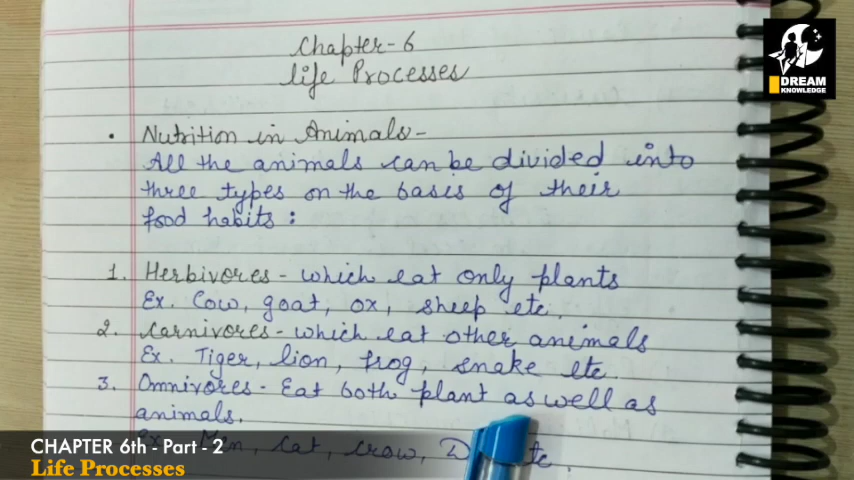 Chapter-6
Life Processes
DREAM
KNOWLEDGE
• Nutrition in Animals-
All the animals can be divided into
three types on the basis of their
food habits :
1. Herbivores - which eat only plants
Ex. Cow, goat, ox, sheep etc.
2. Carnivores - which eat other animals
Ex. Tiger, lion, frog, snake etc.
3. Omnivores - Eat both plant as well as
animals.
Men, Cat, crow,
CHAPTER 6th - Part - 2
Life Processes